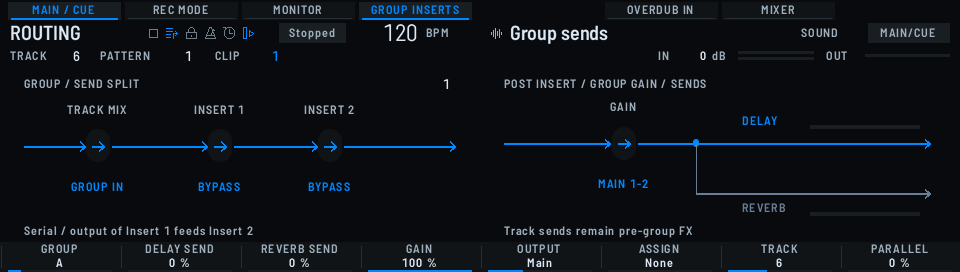 MAIN / CUE REC MODE MONITOR GROUP INSERTS OVERDUB IN MIXER
ROUTING Stopped 120 BPM
TRACK 6 PATTERN 1 CLIP 1
GROUP / SEND SPLIT 1
TRACK MIX INSERT 1 INSERT 2
GROUP IN BYPASS BYPASS
Serial / output of Insert 1 feeds Insert 2
Group sends SOUND MAIN/CUE
IN 0 dB OUT
POST INSERT / GROUP GAIN / SENDS
GAIN
DELAY
MAIN 1-2
REVERB
Track sends remain pre-group FX
GROUP DELAY SEND REVERB SEND GAIN OUTPUT ASSIGN TRACK PARALLEL
A 0 % 0 % 100 % Main None 6 0 %